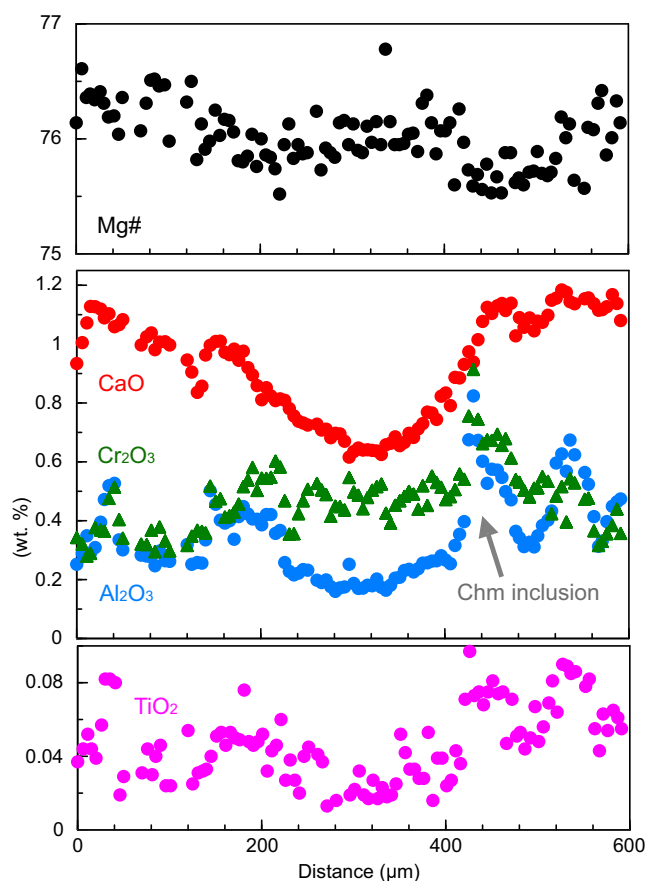 77
76
75
Mg#
1.2
1
0.8
0.6
0.4
0.2
0
(wt. %)
CaO
Cr2O3
Al2O3
Chm inclusion
0.08
0.04
0
TiO2
0 200 400 600
Distance (µm)